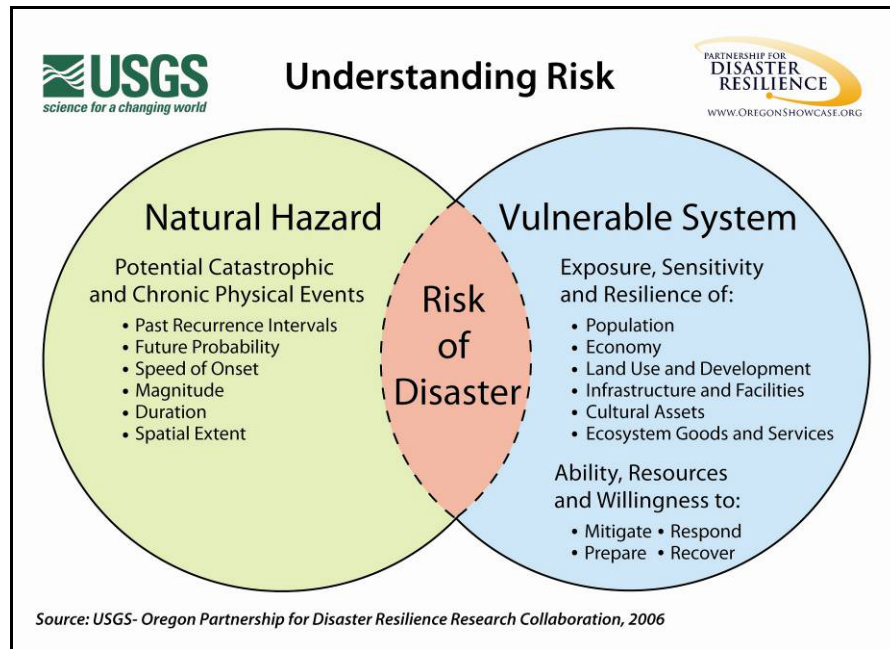 USGS
science for a changing world
Understanding Risk
PARTNERSHIP FOR
DISASTER
RESILIENCE
WWW.OREGONSHOWCASE.ORG
Natural Hazard
Potential Catastrophic
and Chronic Physical Events
• Past Recurrence Intervals
• Future Probability
• Speed of Onset
• Magnitude
• Duration
• Spatial Extent
Risk
of
Disaster
Vulnerable System
Exposure, Sensitivity
and Resilience of:
• Population
• Economy
• Land Use and Development
• Infrastructure and Facilities
• Cultural Assets
• Ecosystem Goods and Services
Ability, Resources
and Willingness to:
• Mitigate • Respond
• Prepare • Recover
Source: USGS- Oregon Partnership for Disaster Resilience Research Collaboration, 2006